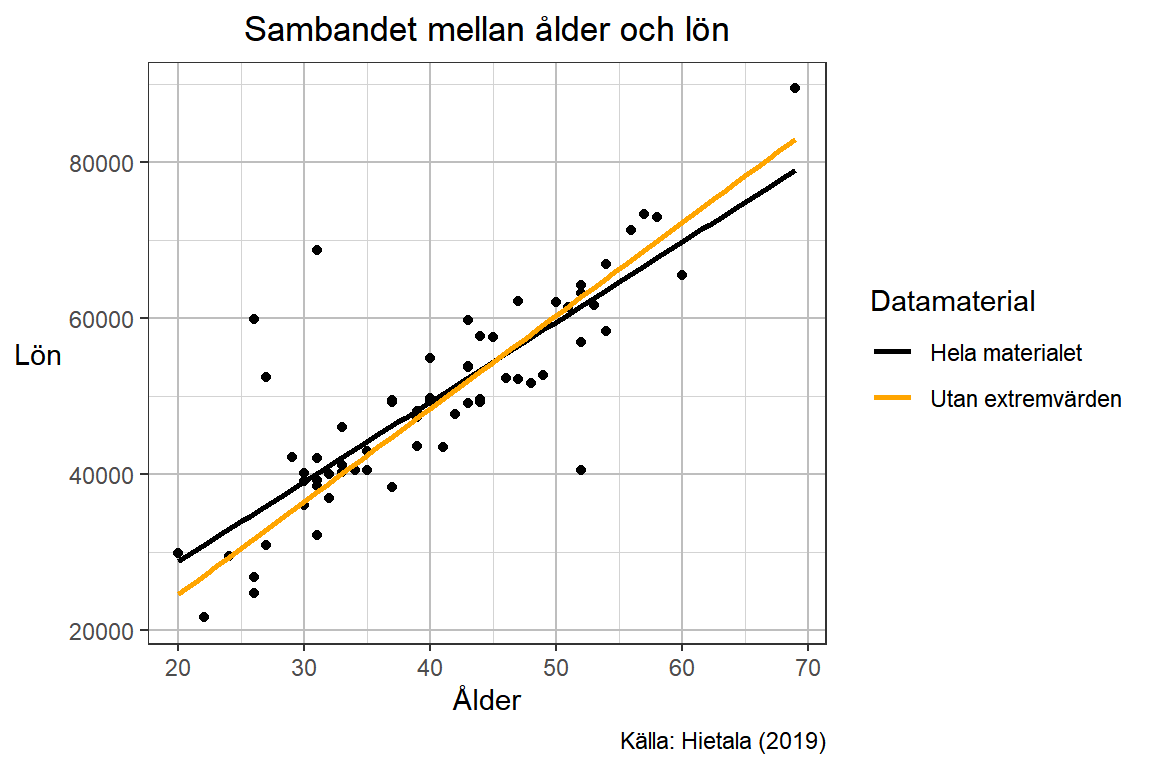 Sambandet mellan ålder och lön
80000
60000
40000
20000
Lön
20 30 40 50 60 70
Ålder
Datamaterial
Hela materialet
Utan extremvärden
Källa: Hietala (2019)